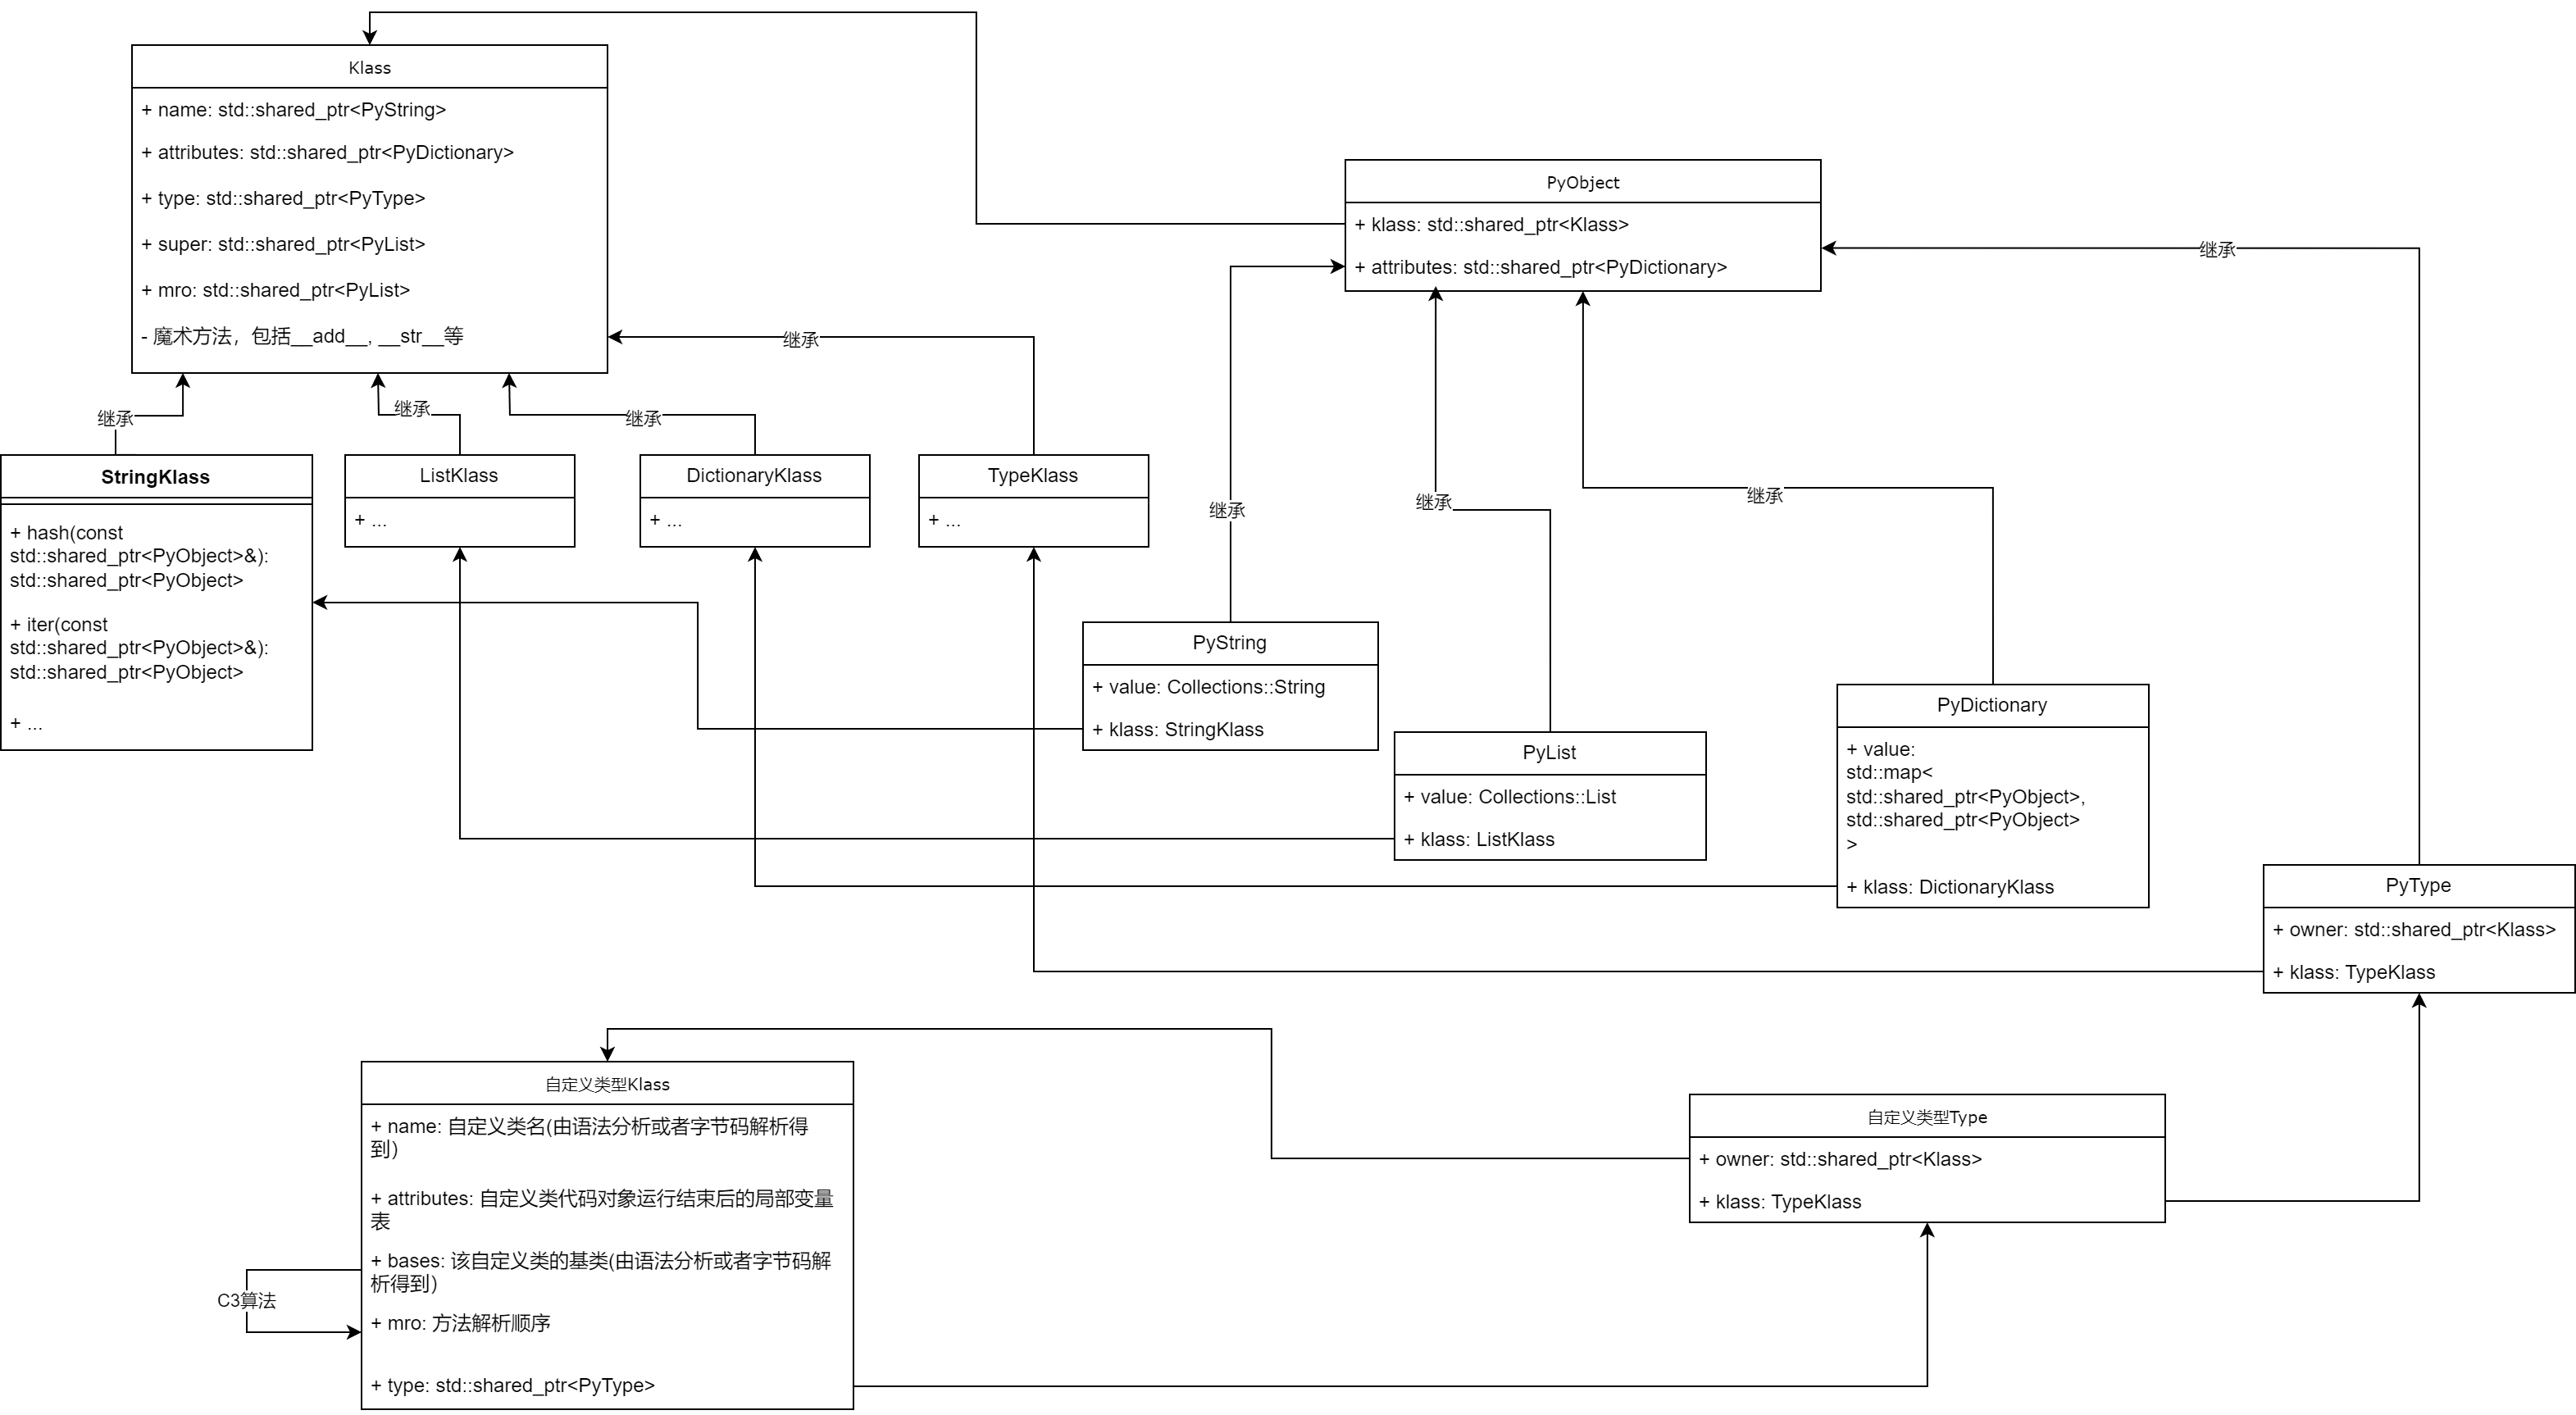 Klass
+ name: std::shared_ptr<PyString>
+ attributes: std::shared_ptr<PyDictionary>
+ type: std::shared_ptr<PyType>
+ super: std::shared_ptr<PyList>
+ mro: std::shared_ptr<PyList>
- 魔术方法，包括__add__, __str__等
PyObject
+ klass: std::shared_ptr<Klass>
+ attributes: std::shared_ptr<PyDictionary>
继承
继承
继承
继承
继承
StringKlass
+ hash(const
std::shared_ptr<PyObject>&):
std::shared_ptr<PyObject>
+ iter(const
std::shared_ptr<PyObject>&):
std::shared_ptr<PyObject>
+ ...
ListKlass
+ ...
DictionaryKlass
+ ...
TypeKlass
+ ...
继承
继承
继承
PyString
+ value: Collections::String
+ klass: StringKlass
PyList
+ value: Collections::List
+ klass: ListKlass
PyDictionary
+ value:
std::map<
std::shared_ptr<PyObject>,
std::shared_ptr<PyObject>
>
+ klass: DictionaryKlass
PyType
+ owner: std::shared_ptr<Klass>
+ klass: TypeKlass
自定义类型Klass
+ name: 自定义类名(由语法分析或者字节码解析得
到）
+ attributes: 自定义类代码对象运行结束后的局部变量
表
+ bases: 该自定义类的基类(由语法分析或者字节码解
析得到）
+ mro: 方法解析顺序
+ type: std::shared_ptr<PyType>
C3算法
自定义类型Type
+ owner: std::shared_ptr<Klass>
+ klass: TypeKlass